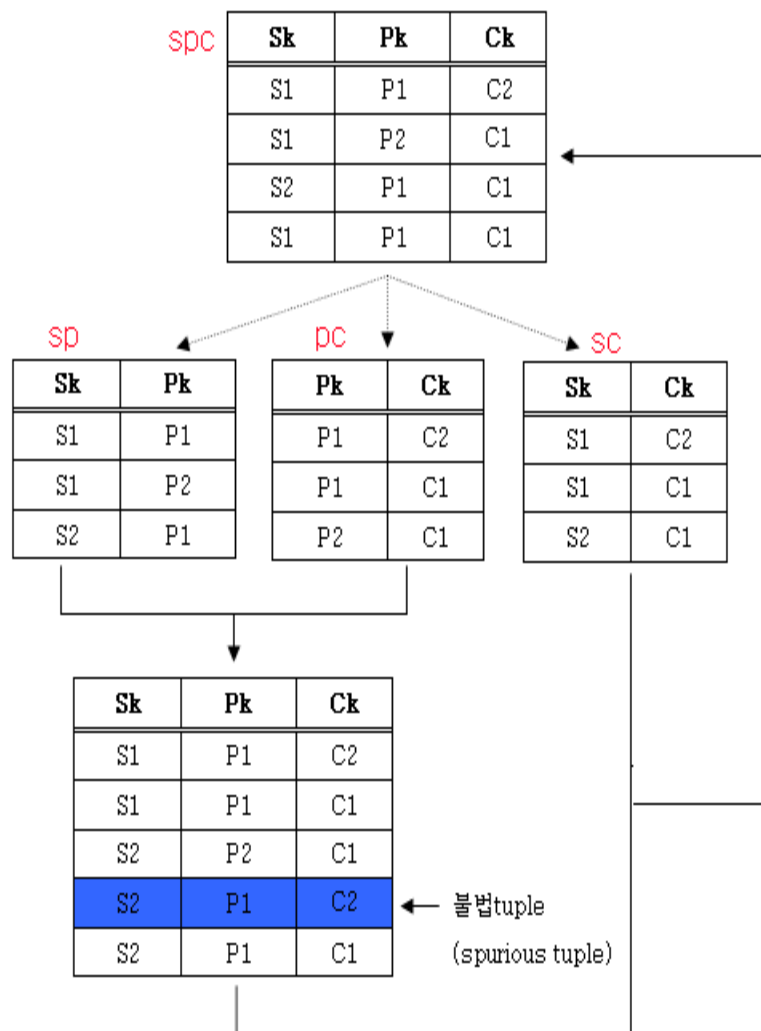 spc
Sk Pk Ck
S1 P1 C2
S1 P2 C1
S2 P1 C1
S1 P1 C1
sp
Sk Pk
S1 P1
S1 P2
S2 P1
pc
Pk Ck
P1 C2
P1 C1
P2 C1
sc
Sk Ck
S1 C2
S1 C1
S2 C1
Sk Pk Ck
S1 P1 C2
S1 P1 C1
S2 P2 C1
S2 P1 C2
S2 P1 C1
불법tuple
(spurious tuple)